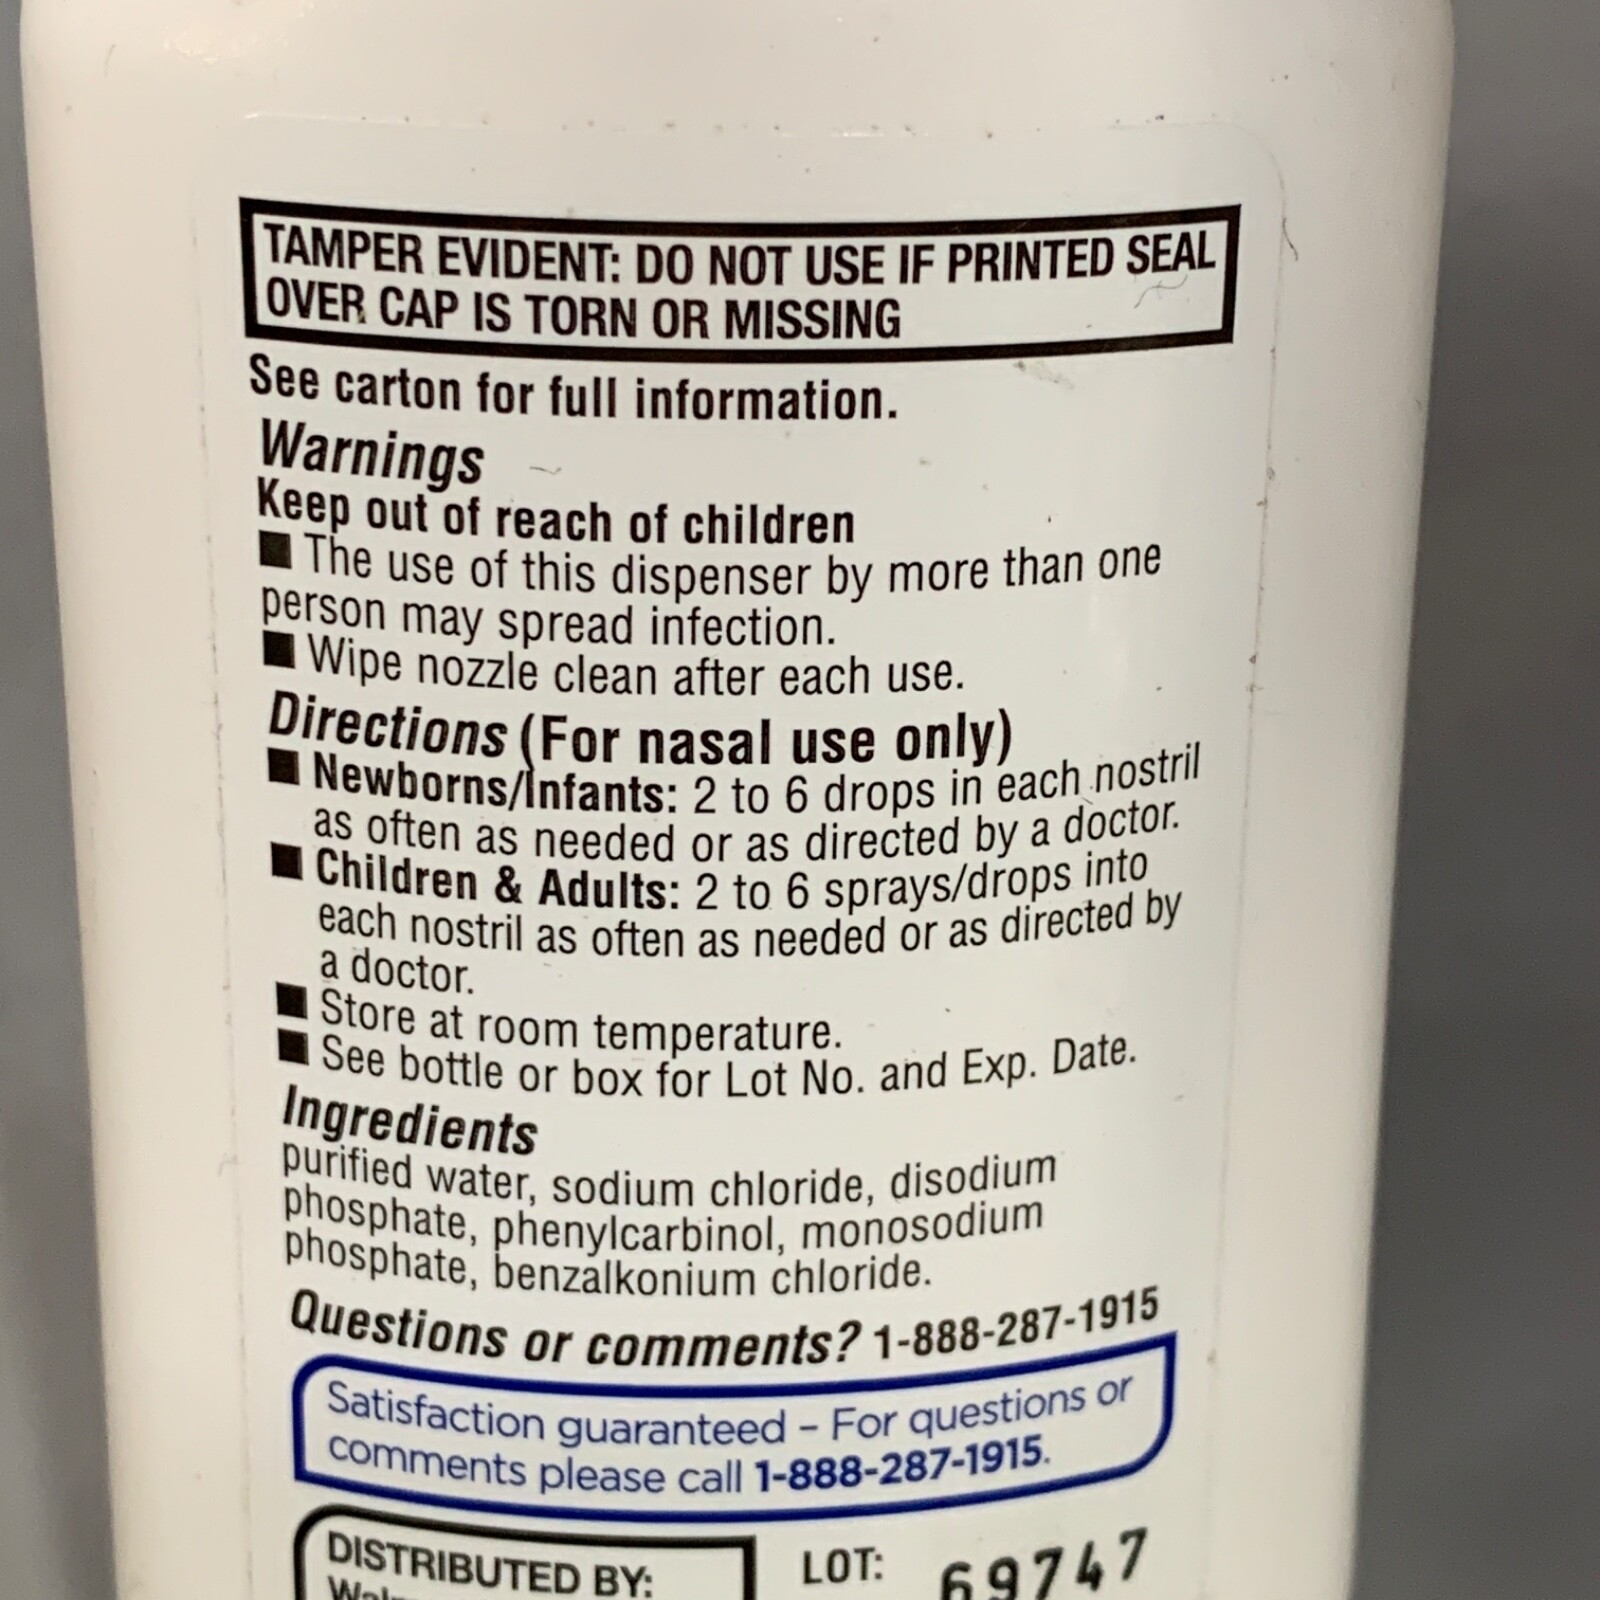 TAMPER EVIDENT: DO NOT USE IF PRINTED SEAL
OVER CAP IS TORN OR MISSING
See carton for full information.
Warnings
Keep out of reach of children
■ The use of this dispenser by more than one
person may spread infection.
■ Wipe nozzle clean after each use.
Directions (For nasal use only)
■ Newborns/Infants: 2 to 6 drops in each nostril
as often as needed or as directed by a doctor.
■ Children & Adults: 2 to 6 sprays/drops into
each nostril as often as needed or as directed by
a doctor.
■ Store at room temperature.
■ See bottle or box for Lot No. and Exp. Date.
Ingredients
purified water, sodium chloride, disodium
phosphate, phenylcarbinol, monosodium
phosphate, benzalkonium chloride.
Questions or comments? 1-888-287-1915
Satisfaction guaranteed – For questions or
comments please call 1-888-287-1915.
DISTRIBUTED BY:
LOT: 69747